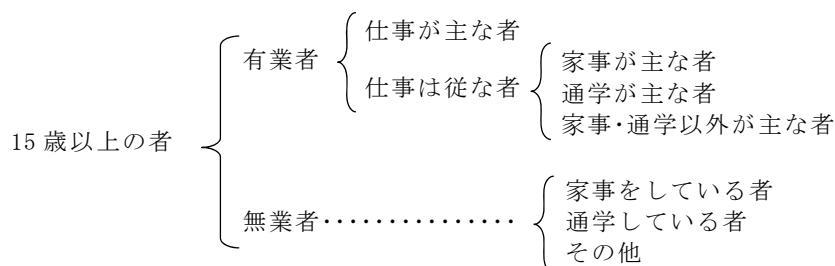 仕事が主な者
有業者
家事が主な者
仕事は従な者
通学が主な者
家事・通学以外が主な者
15歳以上の者
家事をしている者
無業者・・・・・・・・・・・・・・・
通学している者
その他